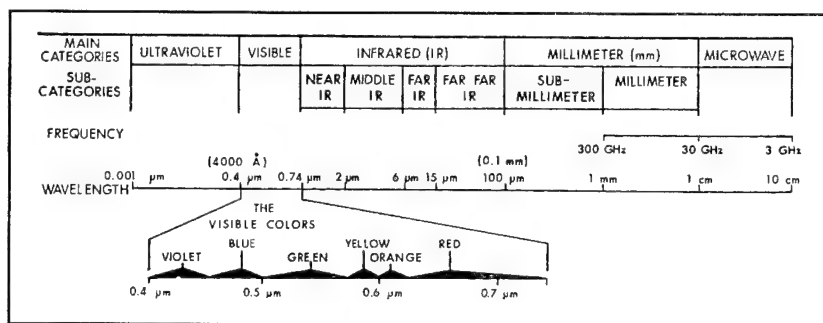 MAIN CATEGORIES ULTRAVIOLET VISIBLE INFRARED (IR) MILLIMETER (mm) MICROWAVE
SUB-CATEGORIES NEAR IR MIDDLE IR FAR IR FAR FAR IR SUB-MILLIMETER MILLIMETER
FREQUENCY
300 GHz 30 GHz 3 GHz
(4000 Å) (0.1 mm)
0.001 μm 0.4 μm 0.74 μm 2 μm 6 μm 15 μm 100 μm 1 mm 1 cm 10 cm
WAVELENGTH
THE
VISIBLE COLORS
VIOLET BLUE GREEN YELLOW ORANGE RED
0.4 μm 0.5 μm 0.6 μm 0.7 μm